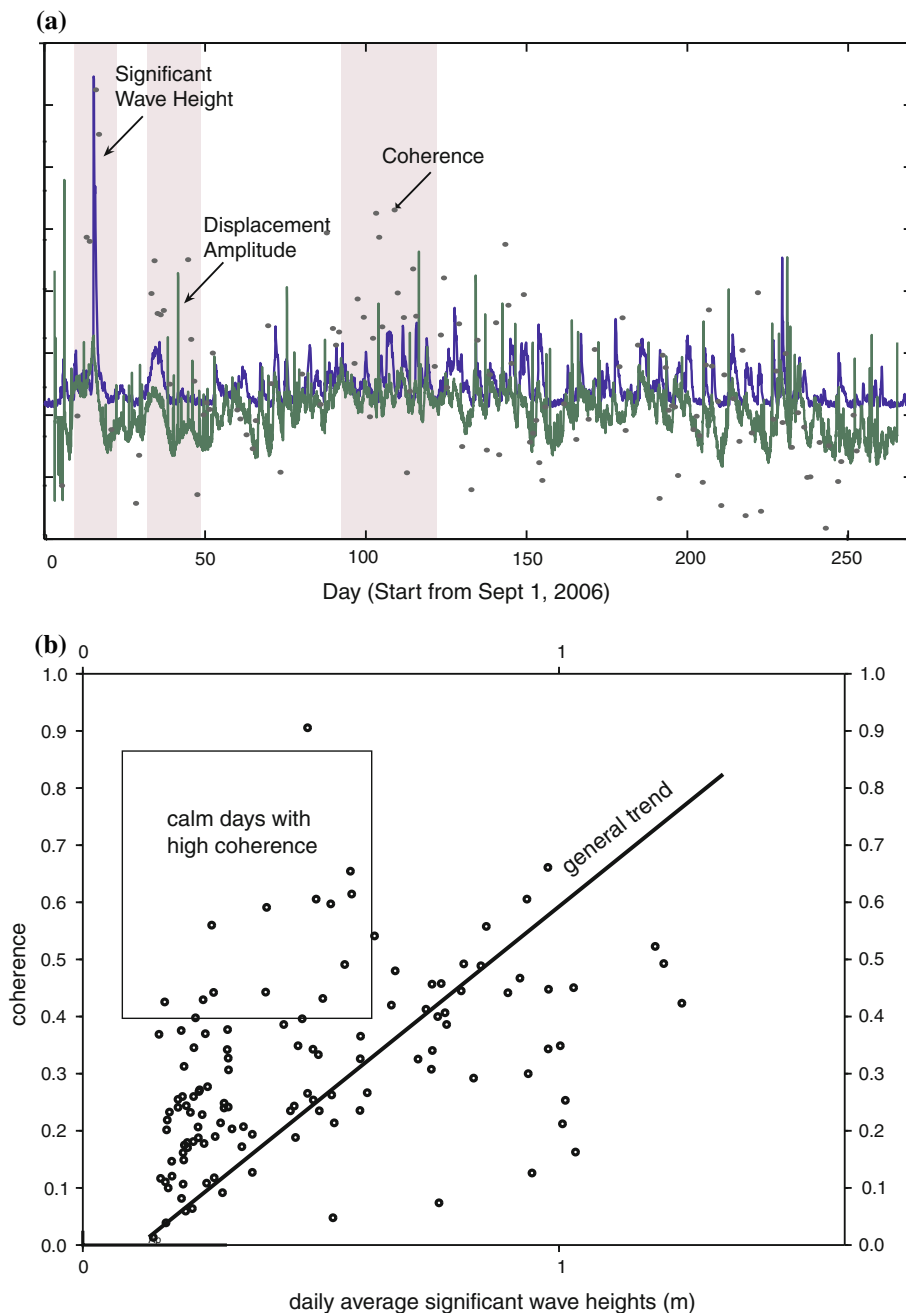 (a)
Significant
Wave Height
Coherence
Displacement
Amplitude
0 50 100 150 200 250
Day (Start from Sept 1, 2006)
(b)
0 1
1.0 1.0
0.9 0.9
0.8 0.8
calm days with
high coherence
general trend
0.7 0.7
0.6 0.6
0.5 0.5
coherence
0.4 0.4
0.3 0.3
0.2 0.2
0.1 0.1
0.0 0.0
0 1
daily average significant wave heights (m)